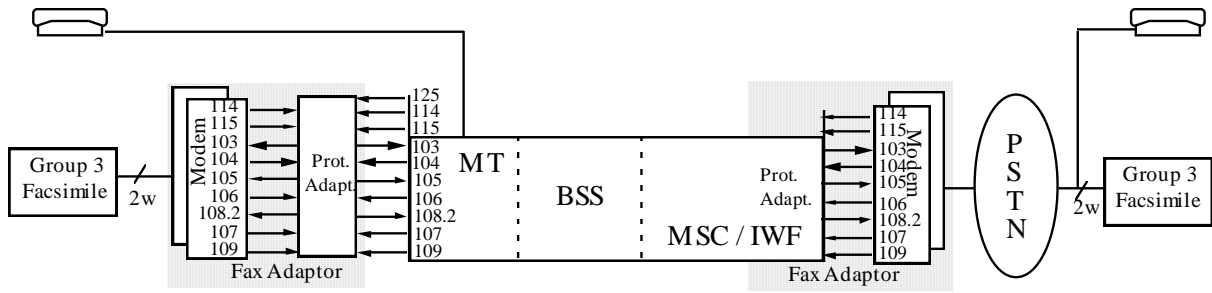 Group 3
Facsimile
2w
Modem
114
115
103
104
105
106
108.2
107
109
Prot.
Adapt.
Fax Adaptor
125
114
115
103
104
105
106
108.2
107
109
MT
BSS
MSC / IWF
Prot.
Adapt.
Fax Adaptor
114
115
103
104
105
106
108.2
107
109
Modem
P
S
T
N
2w
Group 3
Facsimile